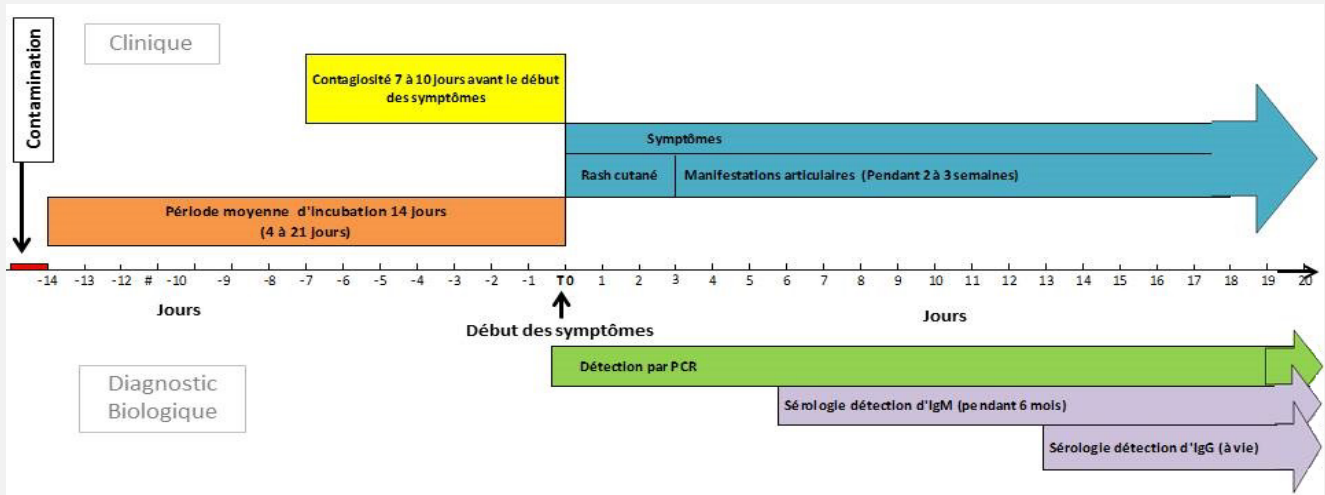 Contamination
Clinique
Contagiosité 7 à 10 jours avant le début
des symptômes
Symptômes
Rash cutané
Manifestations articulaires (Pendant 2 à 3 semaines)
Période moyenne d'incubation 14 jours
(4 à 21 jours)
-14 -13 -12 # -10 -9 -8 -7 -6 -5 -4 -3 -2 -1 T0 1 2 3 4 5 6 7 8 9 10 11 12 13 14 15 16 17 18 19 20
Jours
Jours
Début des symptômes
Diagnostic
Biologique
Détection par PCR
Sérologie détection d'IgM (pendant 6 mois)
Sérologie détection d'IgG (à vie)